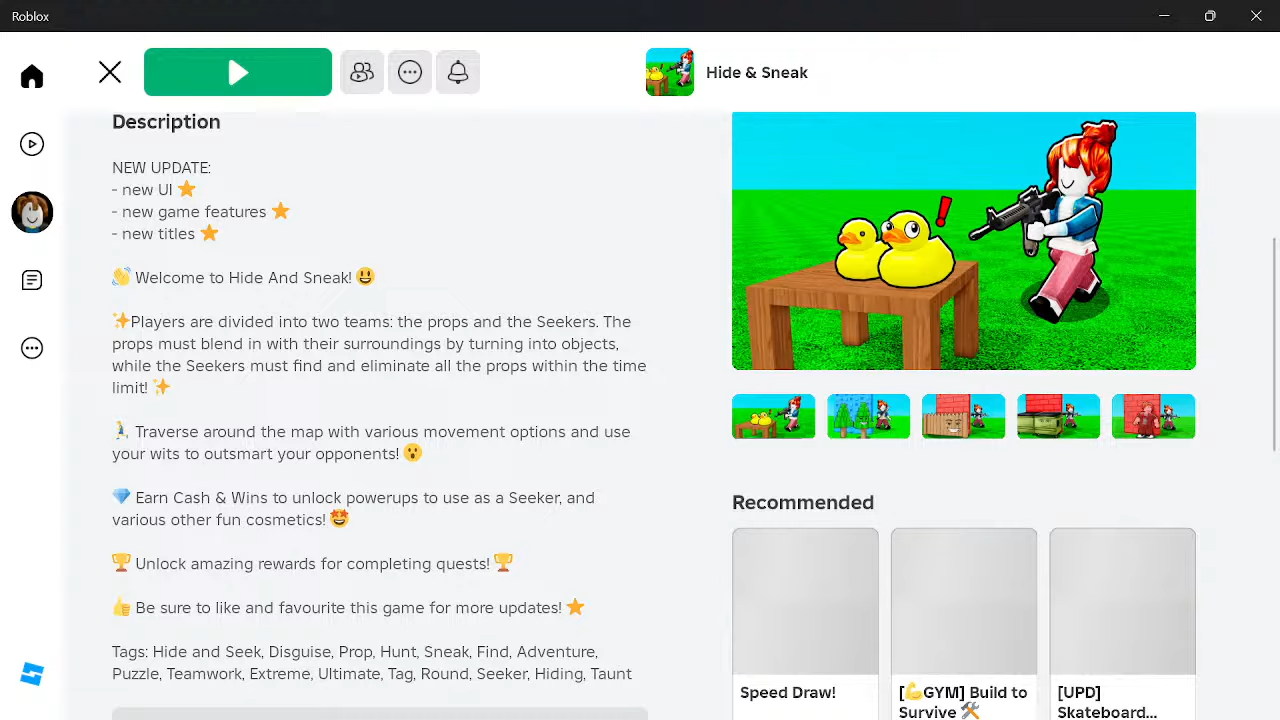 Roblox
Hide & Sneak
Description
NEW UPDATE:
- new UI ⭐
- new game features ⭐
- new titles ⭐
👋 Welcome to Hide And Sneak! 😃
✨Players are divided into two teams: the props and the Seekers. The
props must blend in with their surroundings by turning into objects,
while the Seekers must find and eliminate all the props within the time
limit! ✨
🚶‍♂️ Traverse around the map with various movement options and use
your wits to outsmart your opponents! 😮
💎 Earn Cash & Wins to unlock powerups to use as a Seeker, and
various other fun cosmetics! 🤩
🏆 Unlock amazing rewards for completing quests! 🏆
👍 Be sure to like and favourite this game for more updates! ⭐
Tags: Hide and Seek, Disguise, Prop, Hunt, Sneak, Find, Adventure,
Puzzle, Teamwork, Extreme, Ultimate, Tag, Round, Seeker, Hiding, Taunt
!
Recommended
Speed Draw!
[💪GYM] Build to
Survive 🛠️
[UPD]
Skateboard...